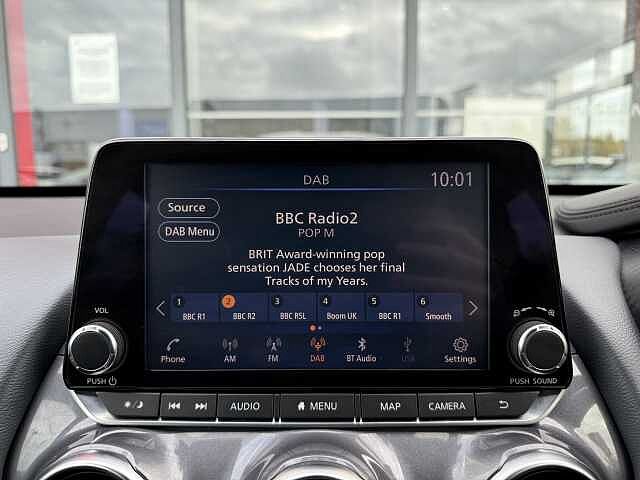 DAB
10:01
Source
BBC Radio2
POP M
DAB Menu
BRIT Award-winning pop
sensation JADE chooses her final
Tracks of my Years.
1 2 3 4 5 6
BBC R1 BBC R2 BBC R5L Boom UK BBC R1 Smooth
VOL
Phone AM FM DAB BT Audio USB Settings
PUSH
PUSH SOUND
AUDIO MENU MAP CAMERA